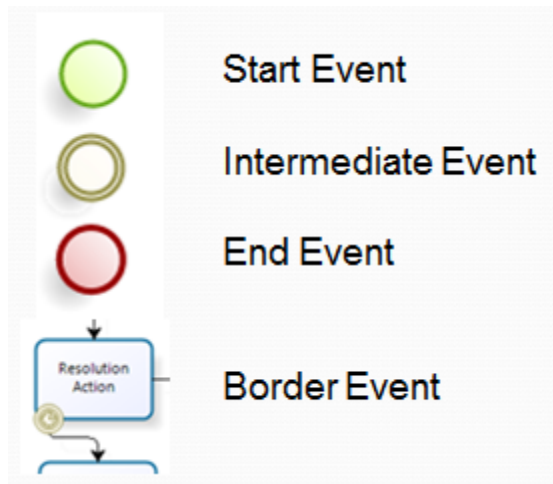 Start Event
Intermediate Event
End Event
Resolution
Action
Border Event